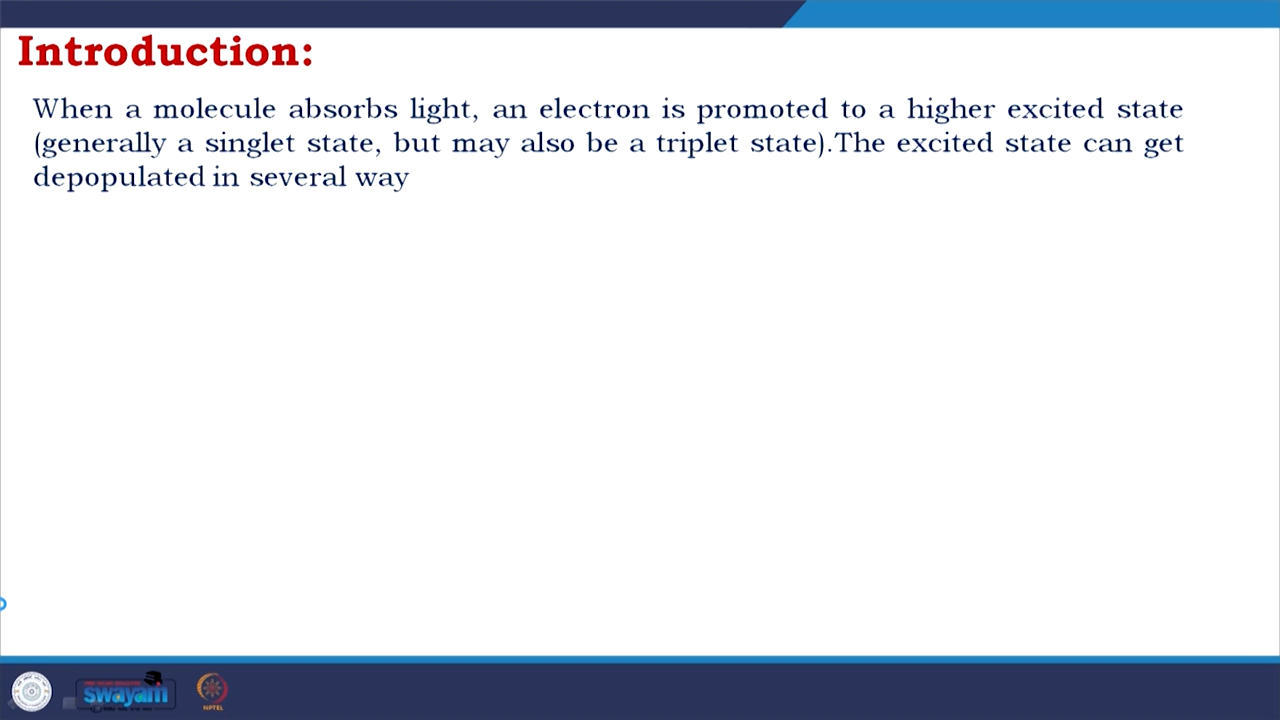 Introduction:
When a molecule absorbs light, an electron is promoted to a higher excited state
(generally a singlet state, but may also be a triplet state).The excited state can get
depopulated in several way
swayam
NPTEL